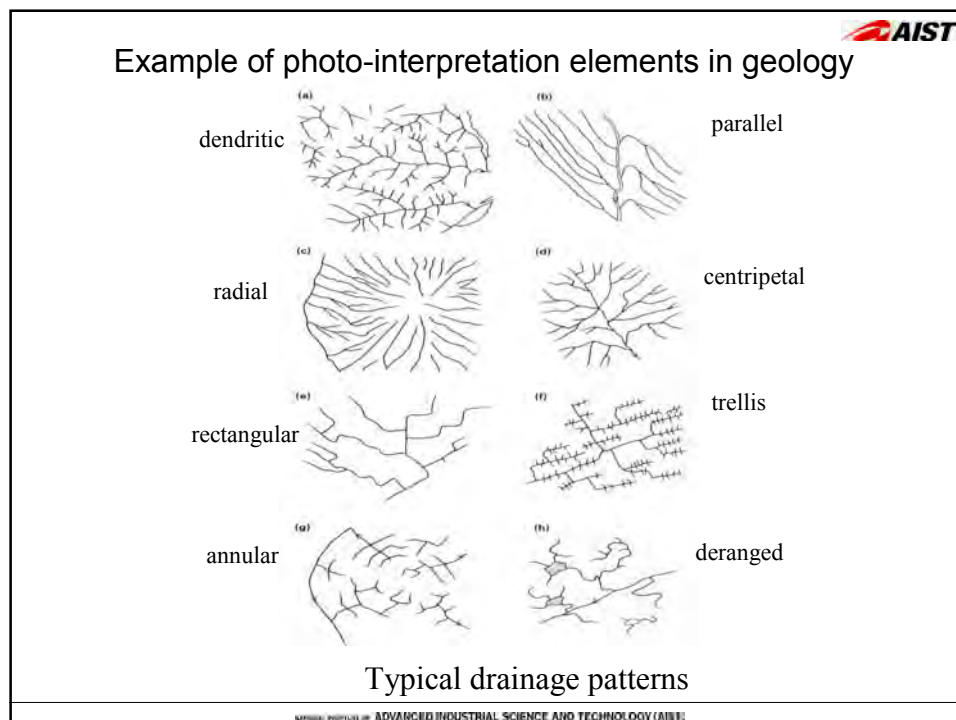 AIST
Example of photo-interpretation elements in geology
(a)
dendritic
(b)
parallel
(c)
radial
(d)
centripetal
(e)
rectangular
(f)
trellis
(g)
annular
(h)
deranged
Typical drainage patterns
ADVANCED INDUSTRIAL SCIENCE AND TECHNOLOGY (AIST)